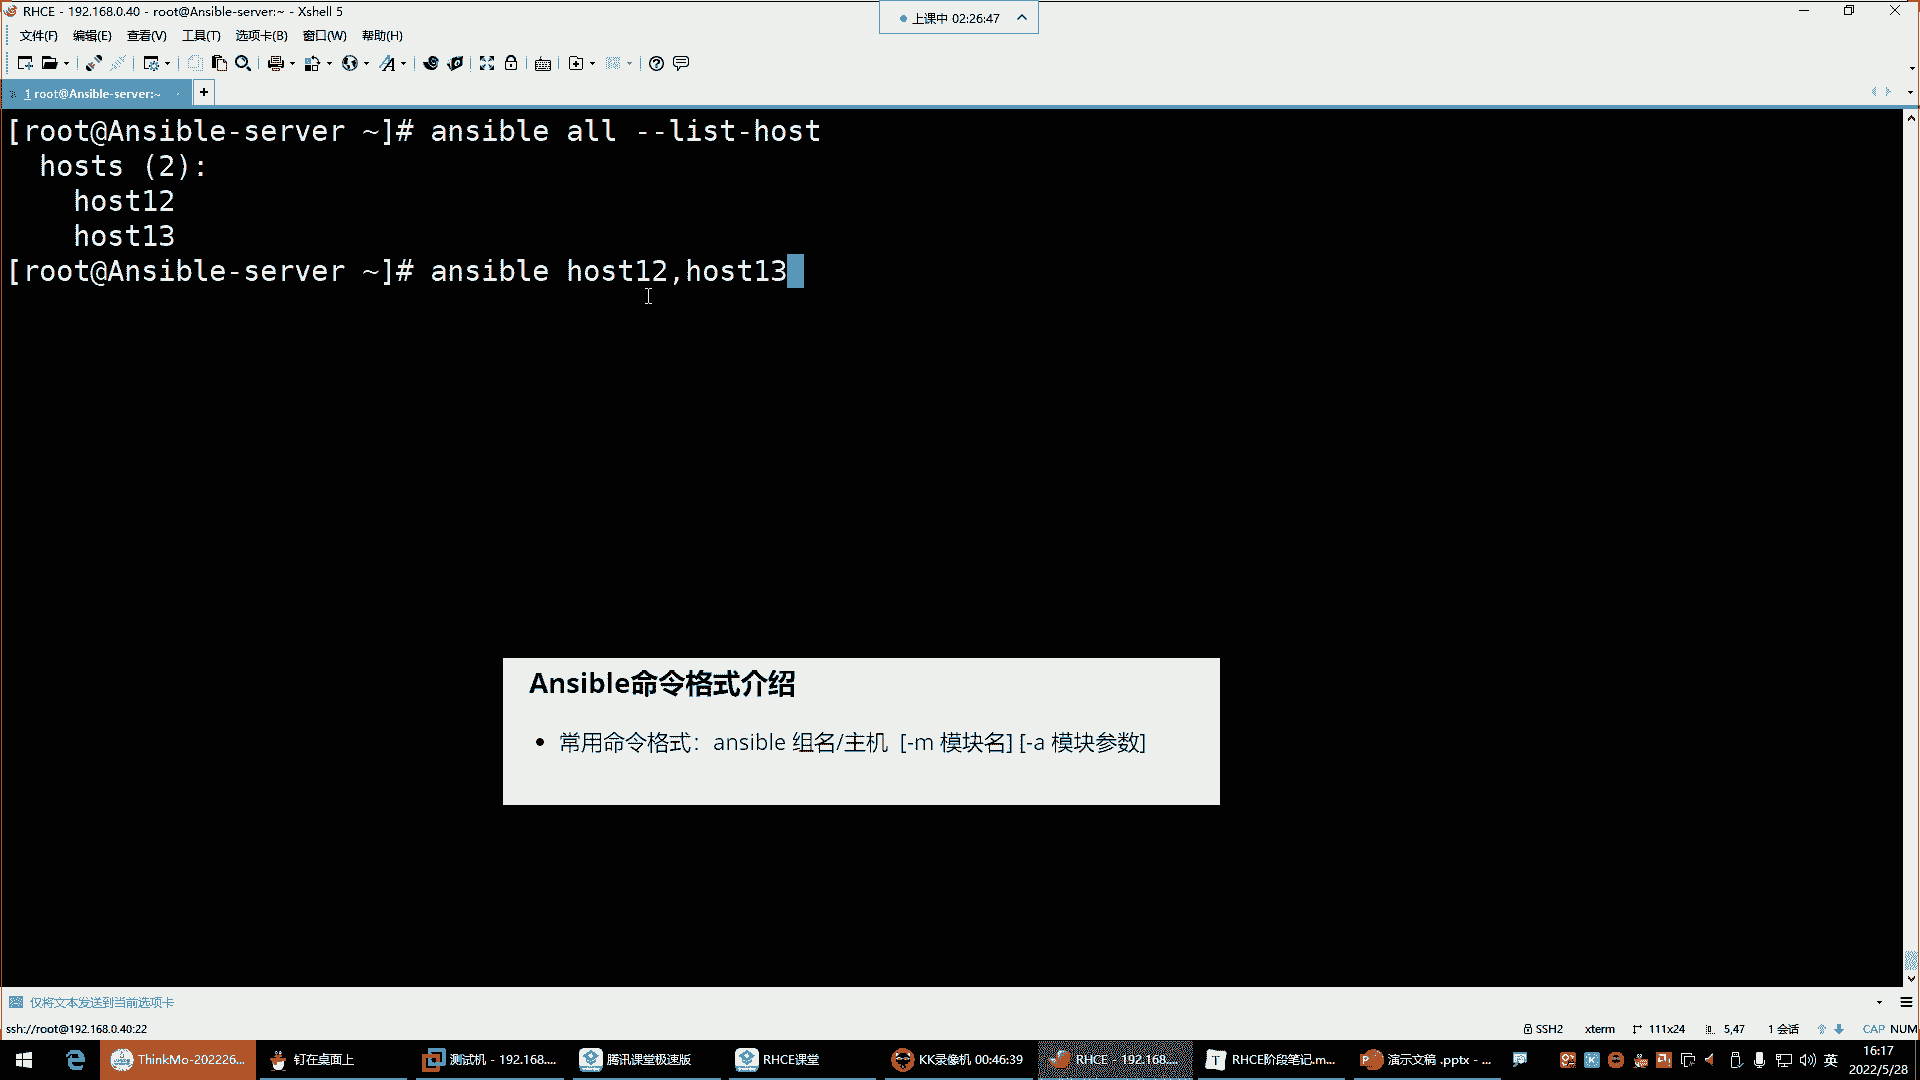 RHCE - 192.168.0.40 - root@Ansible-server:~ - Xshell 5
上课中 02:26:47
文件(F) 编辑(E) 查看(V) 工具(T) 选项卡(B) 窗口(W) 帮助(H)
1 root@Ansible-server:~
[root@Ansible-server ~]# ansible all --list-host
  hosts (2):
    host12
    host13
[root@Ansible-server ~]# ansible host12,host13
Ansible命令格式介绍
• 常用命令格式：ansible 组名/主机 [-m 模块名] [-a 模块参数]
仅将文本发送到当前选项卡
ssh://root@192.168.0.40:22 SSH2 xterm 111x24 5,47 1 会话 CAP NUM
ThinkMo-202226... 钉在桌面上 测试机 - 192.168.... 腾讯课堂极速版 RHCE课堂 KK录像机 00:46:39 RHCE - 192.168.... RHCE阶段笔记.m... 演示文稿 .pptx - ... 英 16:17
2022/5/28